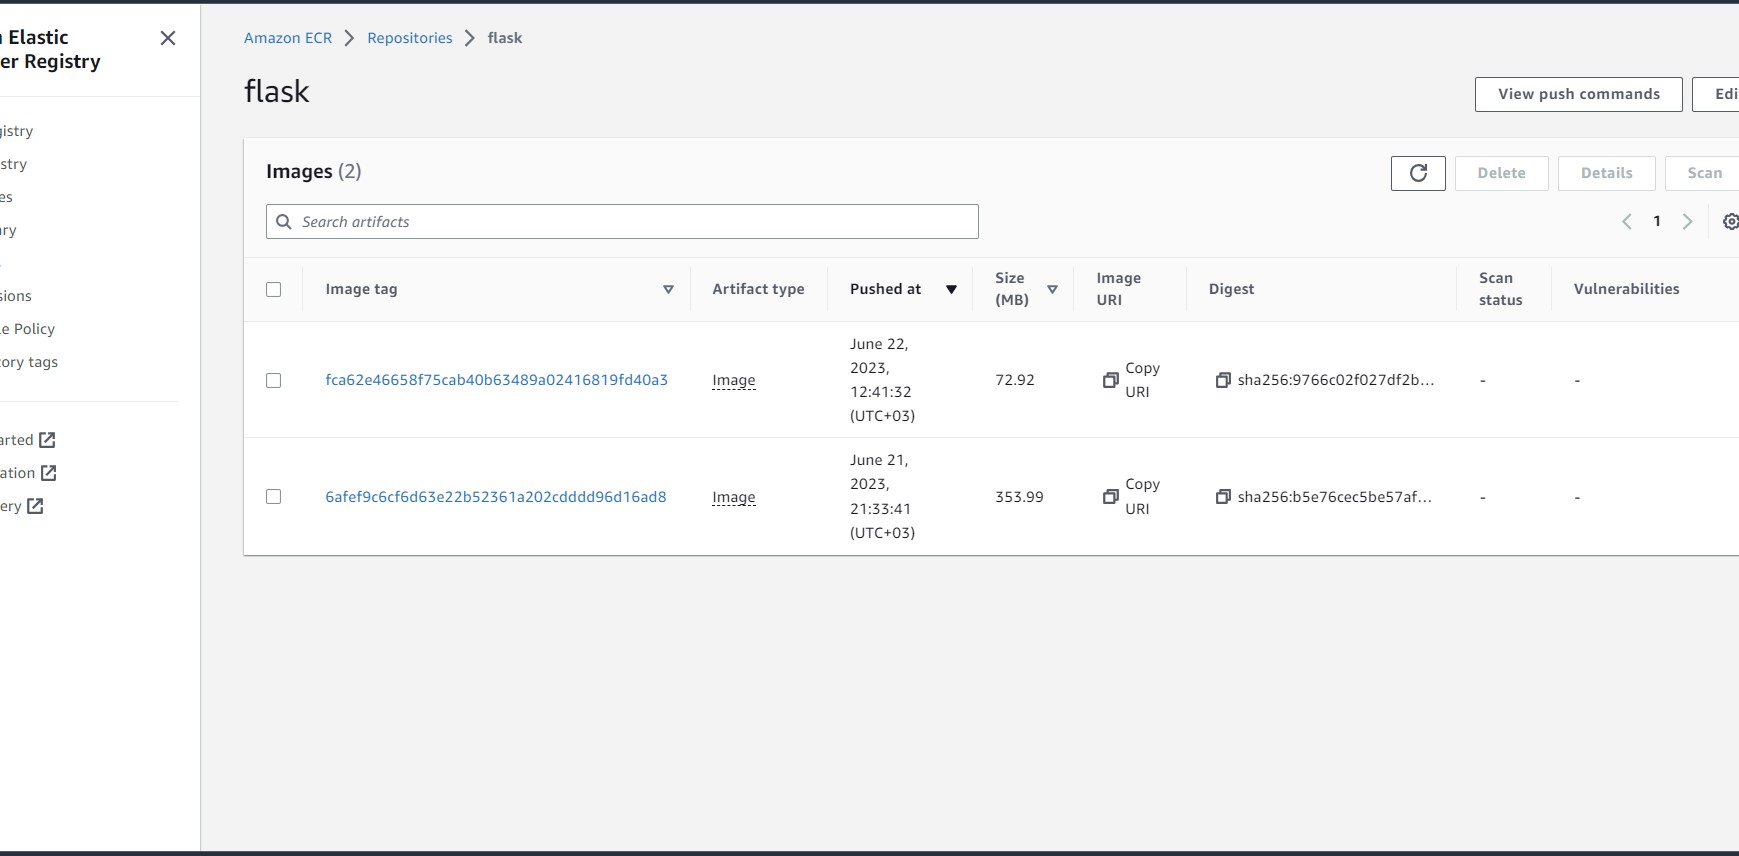 Elastic
er Registry
gistry
stry
es
ry
sions
le Policy
tory tags
arted
ation
ery
Amazon ECR > Repositories > flask
flask
View push commands
Edi
Images (2)
Delete
Details
Scan
Search artifacts
1
Image tag
Artifact type
Pushed at
Size
(MB)
Image
URI
Digest
Scan
status
Vulnerabilities
fca62e46658f75cab40b63489a02416819fd40a3
Image
June 22,
2023,
12:41:32
(UTC+03)
72.92
Copy
URI
sha256:9766c02f027df2b...
-
-
6afef9c6cf6d63e22b52361a202cdddd96d16ad8
Image
June 21,
2023,
21:33:41
(UTC+03)
353.99
Copy
URI
sha256:b5e76cec5be57af...
-
-